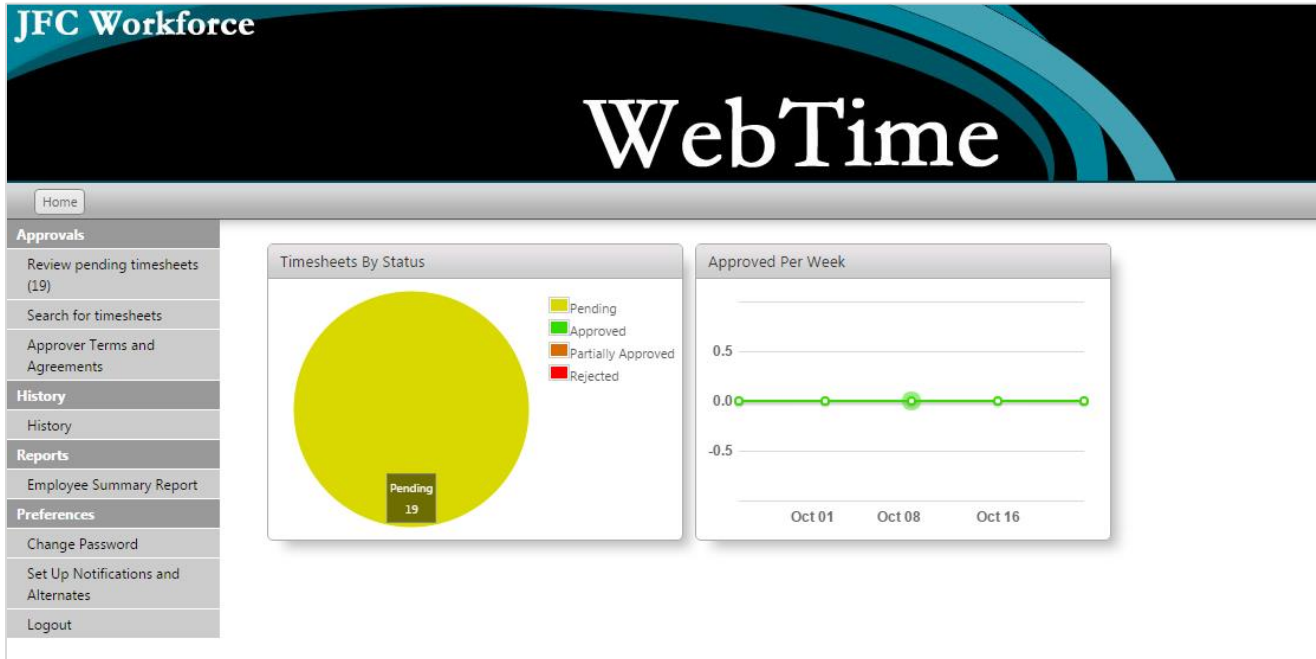 JFC Workforce
WebTime
Home
Approvals
Review pending timesheets
(19)
Search for timesheets
Approver Terms and
Agreements
History
History
Reports
Employee Summary Report
Preferences
Change Password
Set Up Notifications and
Alternates
Logout
Timesheets By Status
Pending
Approved
Partially Approved
Rejected
Pending
19
Approved Per Week
0.5
0.0
-0.5
Oct 01 Oct 08 Oct 16